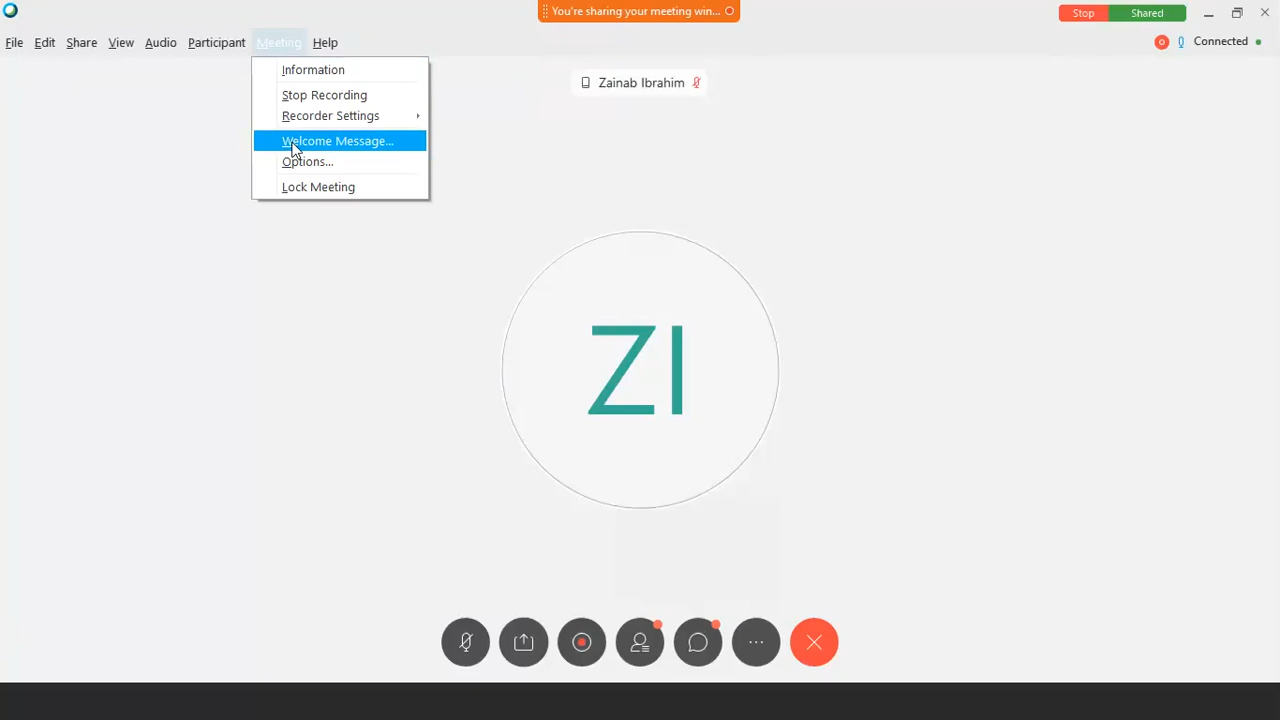 You're sharing your meeting win...
Stop
Shared
File
Edit
Share
View
Audio
Participant
Meeting
Help
Connected
Information
Stop Recording
Recorder Settings
Welcome Message...
Options...
Lock Meeting
Zainab Ibrahim
ZI